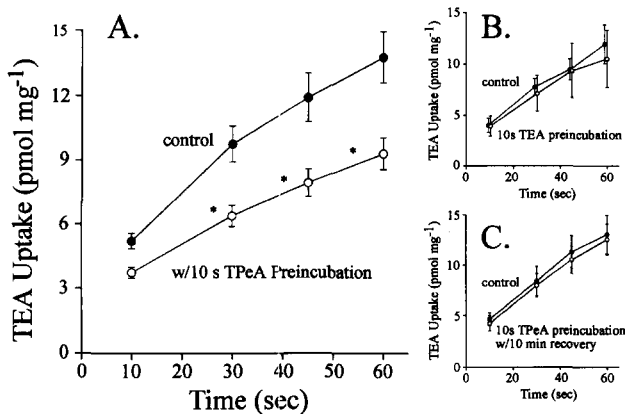 A.
TEA Uptake (pmol mg-1)
15
12
9
6
3
0
control
*
*
*
w/10 s TPeA Preincubation
0 10 20 30 40 50 60
Time (sec)
B.
TEA Uptake (pmol mg-1)
15
10
5
0
control
10s TEA preincubation
0 20 40 60
Time (sec)
C.
TEA Uptake (pmol mg-1)
15
10
5
0
control
10s TPeA preincubation
w/10 min recovery
0 20 40 60
Time (sec)